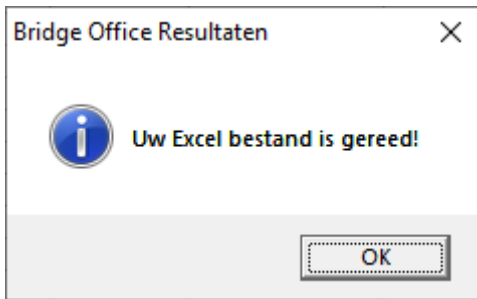 Bridge Office Resultaten
Uw Excel bestand is gereed!
OK